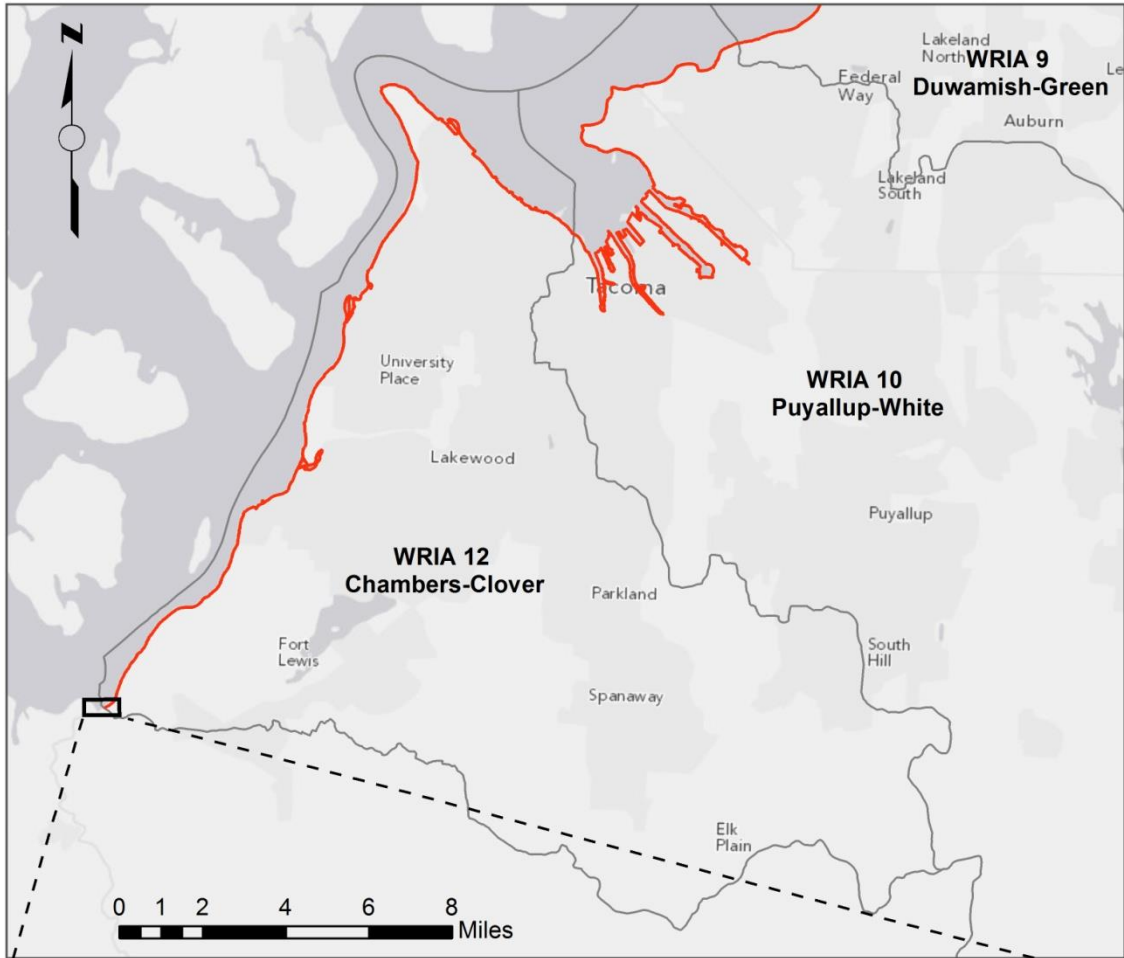 N
Lakeland
North
WRIA 9
Duwamish-Green
Le
Federal
Way
Auburn
Lakeland
South
Tacoma
University
Place
WRIA 10
Puyallup-White
Lakewood
Puyallup
WRIA 12
Chambers-Clover
Parkland
Fort
Lewis
South
Hill
Spanaway
Elk
Plain
0 1 2 4 6 8
Miles